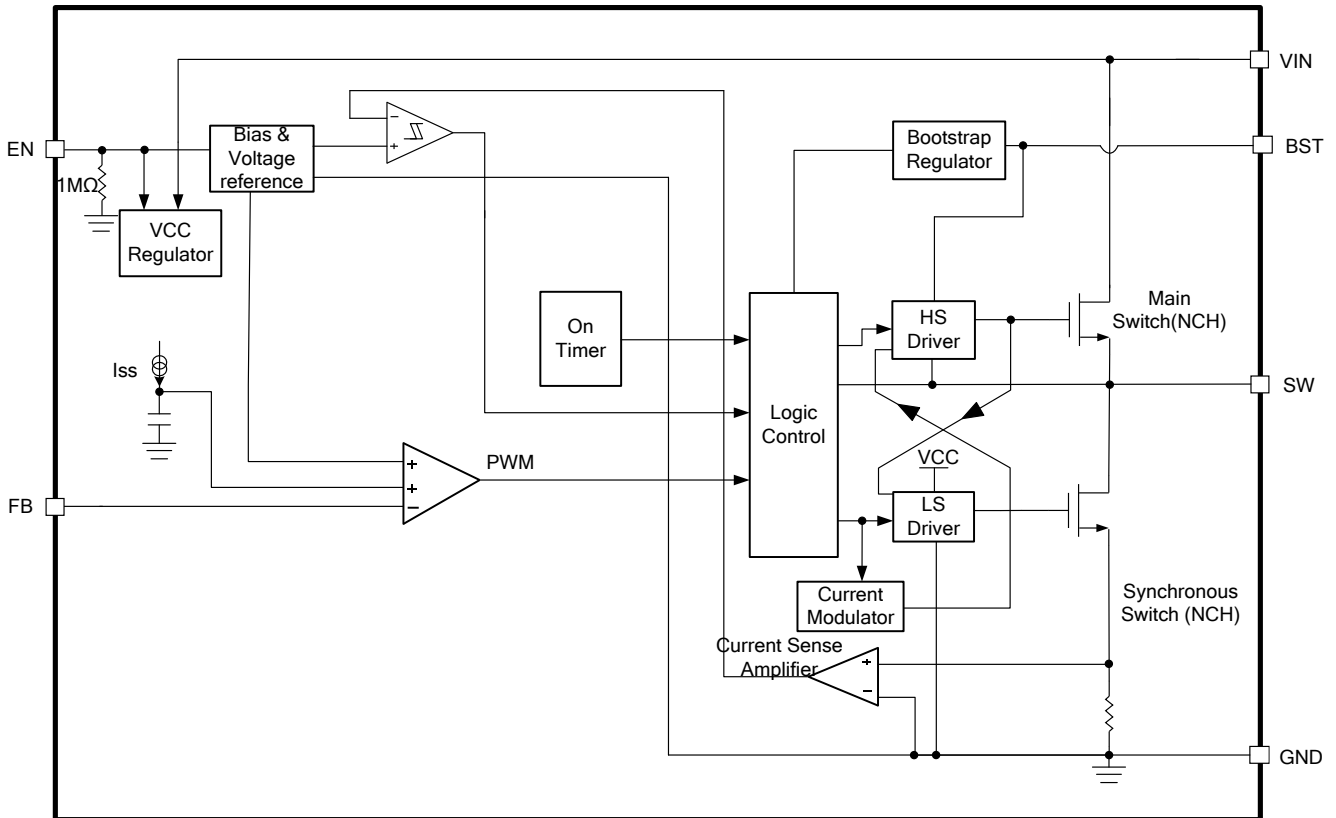 VIN
EN
Bias &
Voltage
reference
−
+
Bootstrap
Regulator
BST
1MΩ
VCC
Regulator
On
Timer
HS
Driver
Main
Switch(NCH)
Iss
SW
Logic
Control
VCC
PWM
+
+
−
FB
LS
Driver
Current
Modulator
Synchronous
Switch (NCH)
Current Sense
Amplifier
+
−
GND